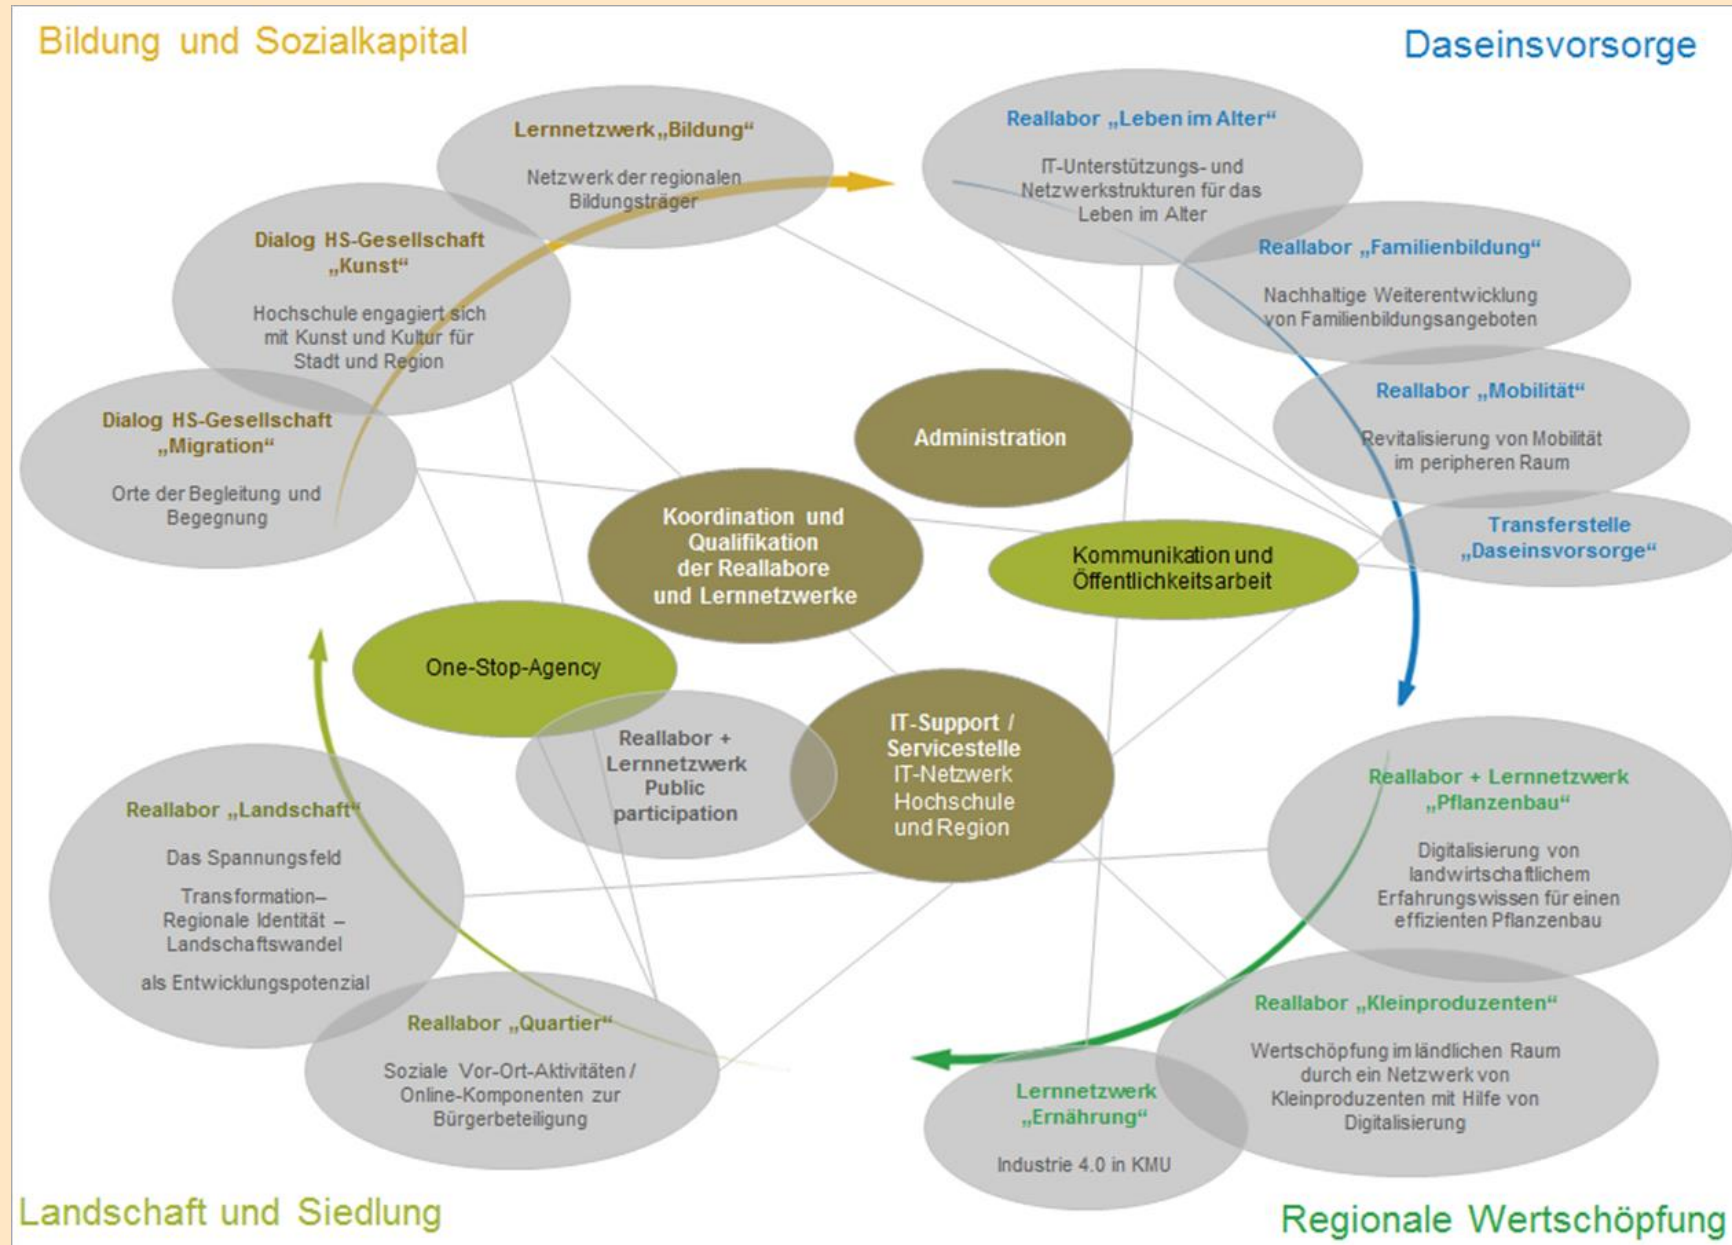 Bildung und Sozialkapital
Daseinsvorsorge
Lernnetzwerk „Bildung“
Netzwerk der regionalen
Bildungsträger
Dialog HS-Gesellschaft
„Kunst“
Hochschule engagiert sich
mit Kunst und Kultur für
Stadt und Region
Dialog HS-Gesellschaft
„Migration“
Orte der Begleitung und
Begegnung
Reallabor „Leben im Alter“
IT-Unterstützungs- und
Netzwerkstrukturen für das
Leben im Alter
Reallabor „Familienbildung“
Nachhaltige Weiterentwicklung
von Familienbildungsangeboten
Reallabor „Mobilität“
Revitalisierung von Mobilität
im peripheren Raum
Transferstelle
„Daseinsvorsorge“
Administration
Koordination und
Qualifikation
der Reallabore
und Lernnetzwerke
Kommunikation und
Öffentlichkeitsarbeit
One-Stop-Agency
Reallabor +
Lernnetzwerk
Public
participation
IT-Support /
Servicestelle
IT-Netzwerk
Hochschule
und Region
Reallabor „Landschaft“
Das Spannungsfeld
Transformation–
Regionale Identität –
Landschaftswandel
als Entwicklungspotenzial
Reallabor „Quartier“
Soziale Vor-Ort-Aktivitäten /
Online-Komponenten zur
Bürgerbeteiligung
Reallabor + Lernnetzwerk
„Pflanzenbau“
Digitalisierung von
landwirtschaftlichem
Erfahrungswissen für einen
effizienten Pflanzenbau
Reallabor „Kleinproduzenten“
Wertschöpfung im ländlichen Raum
durch ein Netzwerk von
Kleinproduzenten mit Hilfe von
Digitalisierung
Lernnetzwerk
„Ernährung“
Industrie 4.0 in KMU
Landschaft und Siedlung
Regionale Wertschöpfung